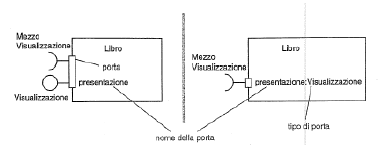 Mezzo
Visualizzazione
Libro
porta
presentazione
Visualizzazione
Mezzo
Visualizzazione
Libro
presentazione:Visualizzazione
nome della porta
tipo di porta